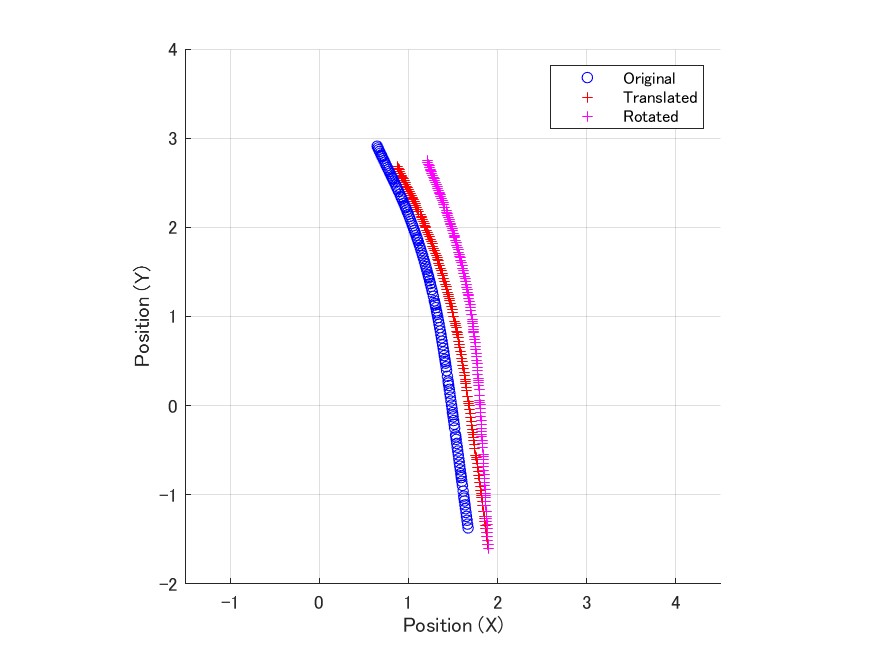 4
3
2
1
0
−1
−2
−1
0
1
2
3
4
Position (X)
Position (Y)
Original
Translated
Rotated